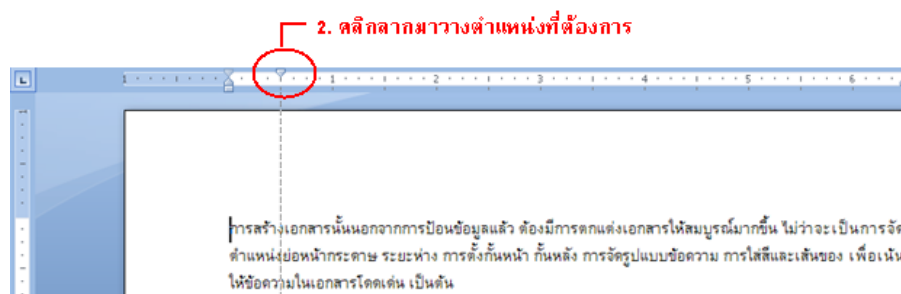 2. คลิกลากมาวางตำแหน่งที่ต้องการ
L 1 1 2 3 4 5 6
การสร้างเอกสารนั้นนอกจากการป้อนข้อมูลแล้ว ต้องมีการตกแต่งเอกสารให้สมบูรณ์มากขึ้น ไม่ว่าจะเป็นการจัด
ตำแหน่งย่อหน้ากระดาษ ระยะห่าง การตั้งกั้นหน้า กั้นหลัง การจัดรูปแบบข้อความ การใส่สีและเส้นของ เพื่อเน้น
ให้ข้อความในเอกสารโดดเด่น เป็นต้น